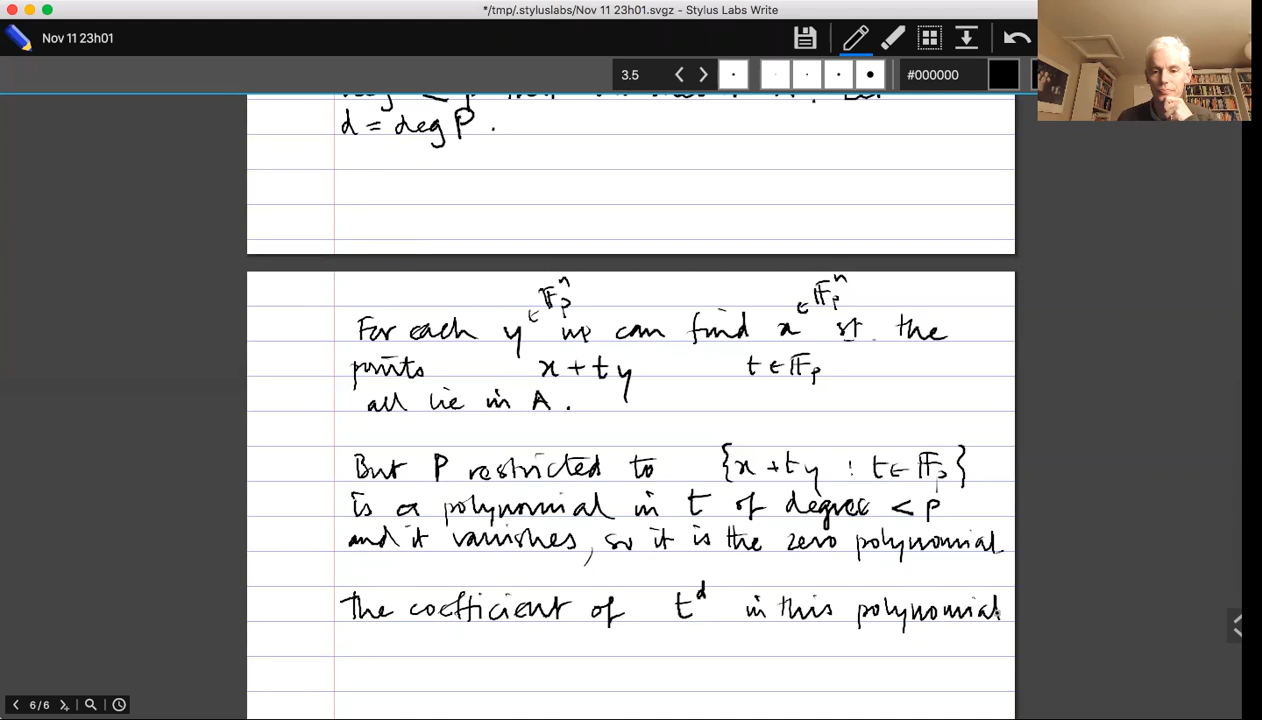 */tmp/.styluslabs/Nov 11 23h01.svgz - Stylus Labs Write
Nov 11 23h01
3.5
#000000
d = deg P.
For each y ∈ 𝔽ₚⁿ we can find x ∈ 𝔽ₚⁿ st. the
points x + ty t ∈ 𝔽ₚ
all lie in A.
But P restricted to {x + ty : t ∈ 𝔽ₚ}
is a polynomial in t of degree < p
and it vanishes, so it is the zero polynomial
The coefficient of tᵈ in this polynomial
6/6